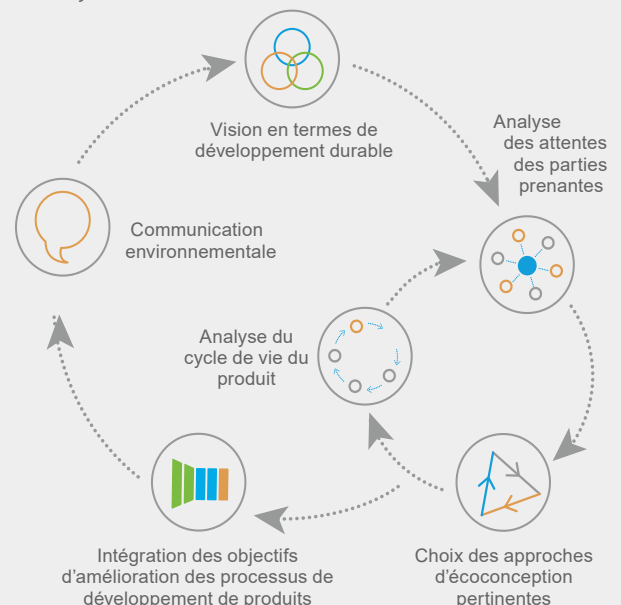 Vision en termes de
développement durable
Analyse
des attentes
des parties
prenantes
Communication
environnementale
Analyse du
cycle de vie du
produit
Intégration des objectifs
d'amélioration des processus de
développement de produits
Choix des approches
d'écoconception
pertinentes